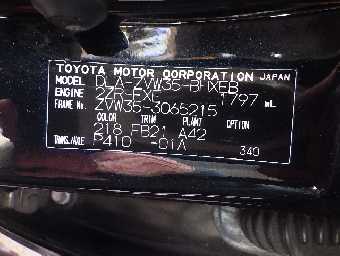 TOYOTA MOTOR CORPORATION JAPAN
MODEL DLA-ZVW35-BHXEB
ENGINE 2ZR-FXE 1797 mL
FRAME No. ZVW35-3065215
COLOR TRIM PLANT OPTION
218 FB21 A42
TRANS./AXLE P410 -01A 340